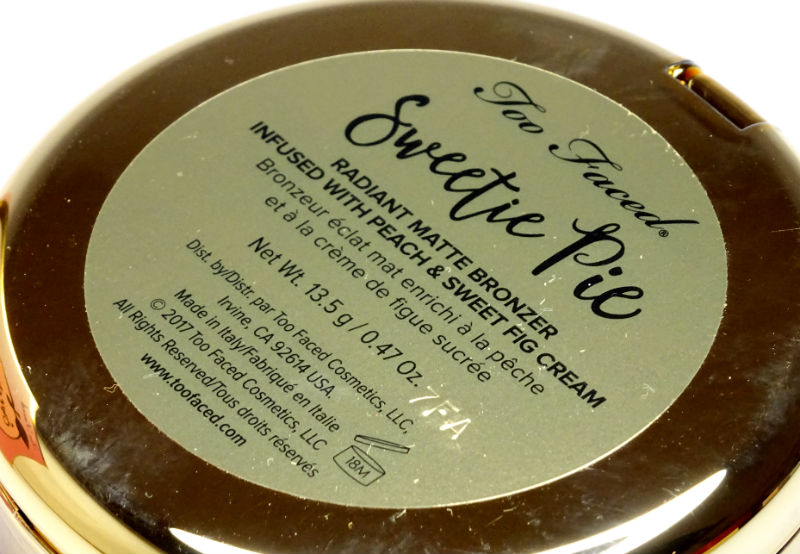 Too Faced®
Sweetie Pie
RADIANT MATTE BRONZER
INFUSED WITH PEACH & SWEET FIG CREAM
Bronzeur éclat mat enrichi à la pêche
et à la crème de figue sucrée
Net Wt. 13.5 g / 0.47 Oz.
7FA
Dist. by/Distr. par Too Faced Cosmetics, LLC,
Irvine, CA 92614 USA.
Made in Italy/Fabriqué en Italie
© 2017 Too Faced Cosmetics, LLC
All Rights Reserved/Tous droits réservés
www.toofaced.com
18M